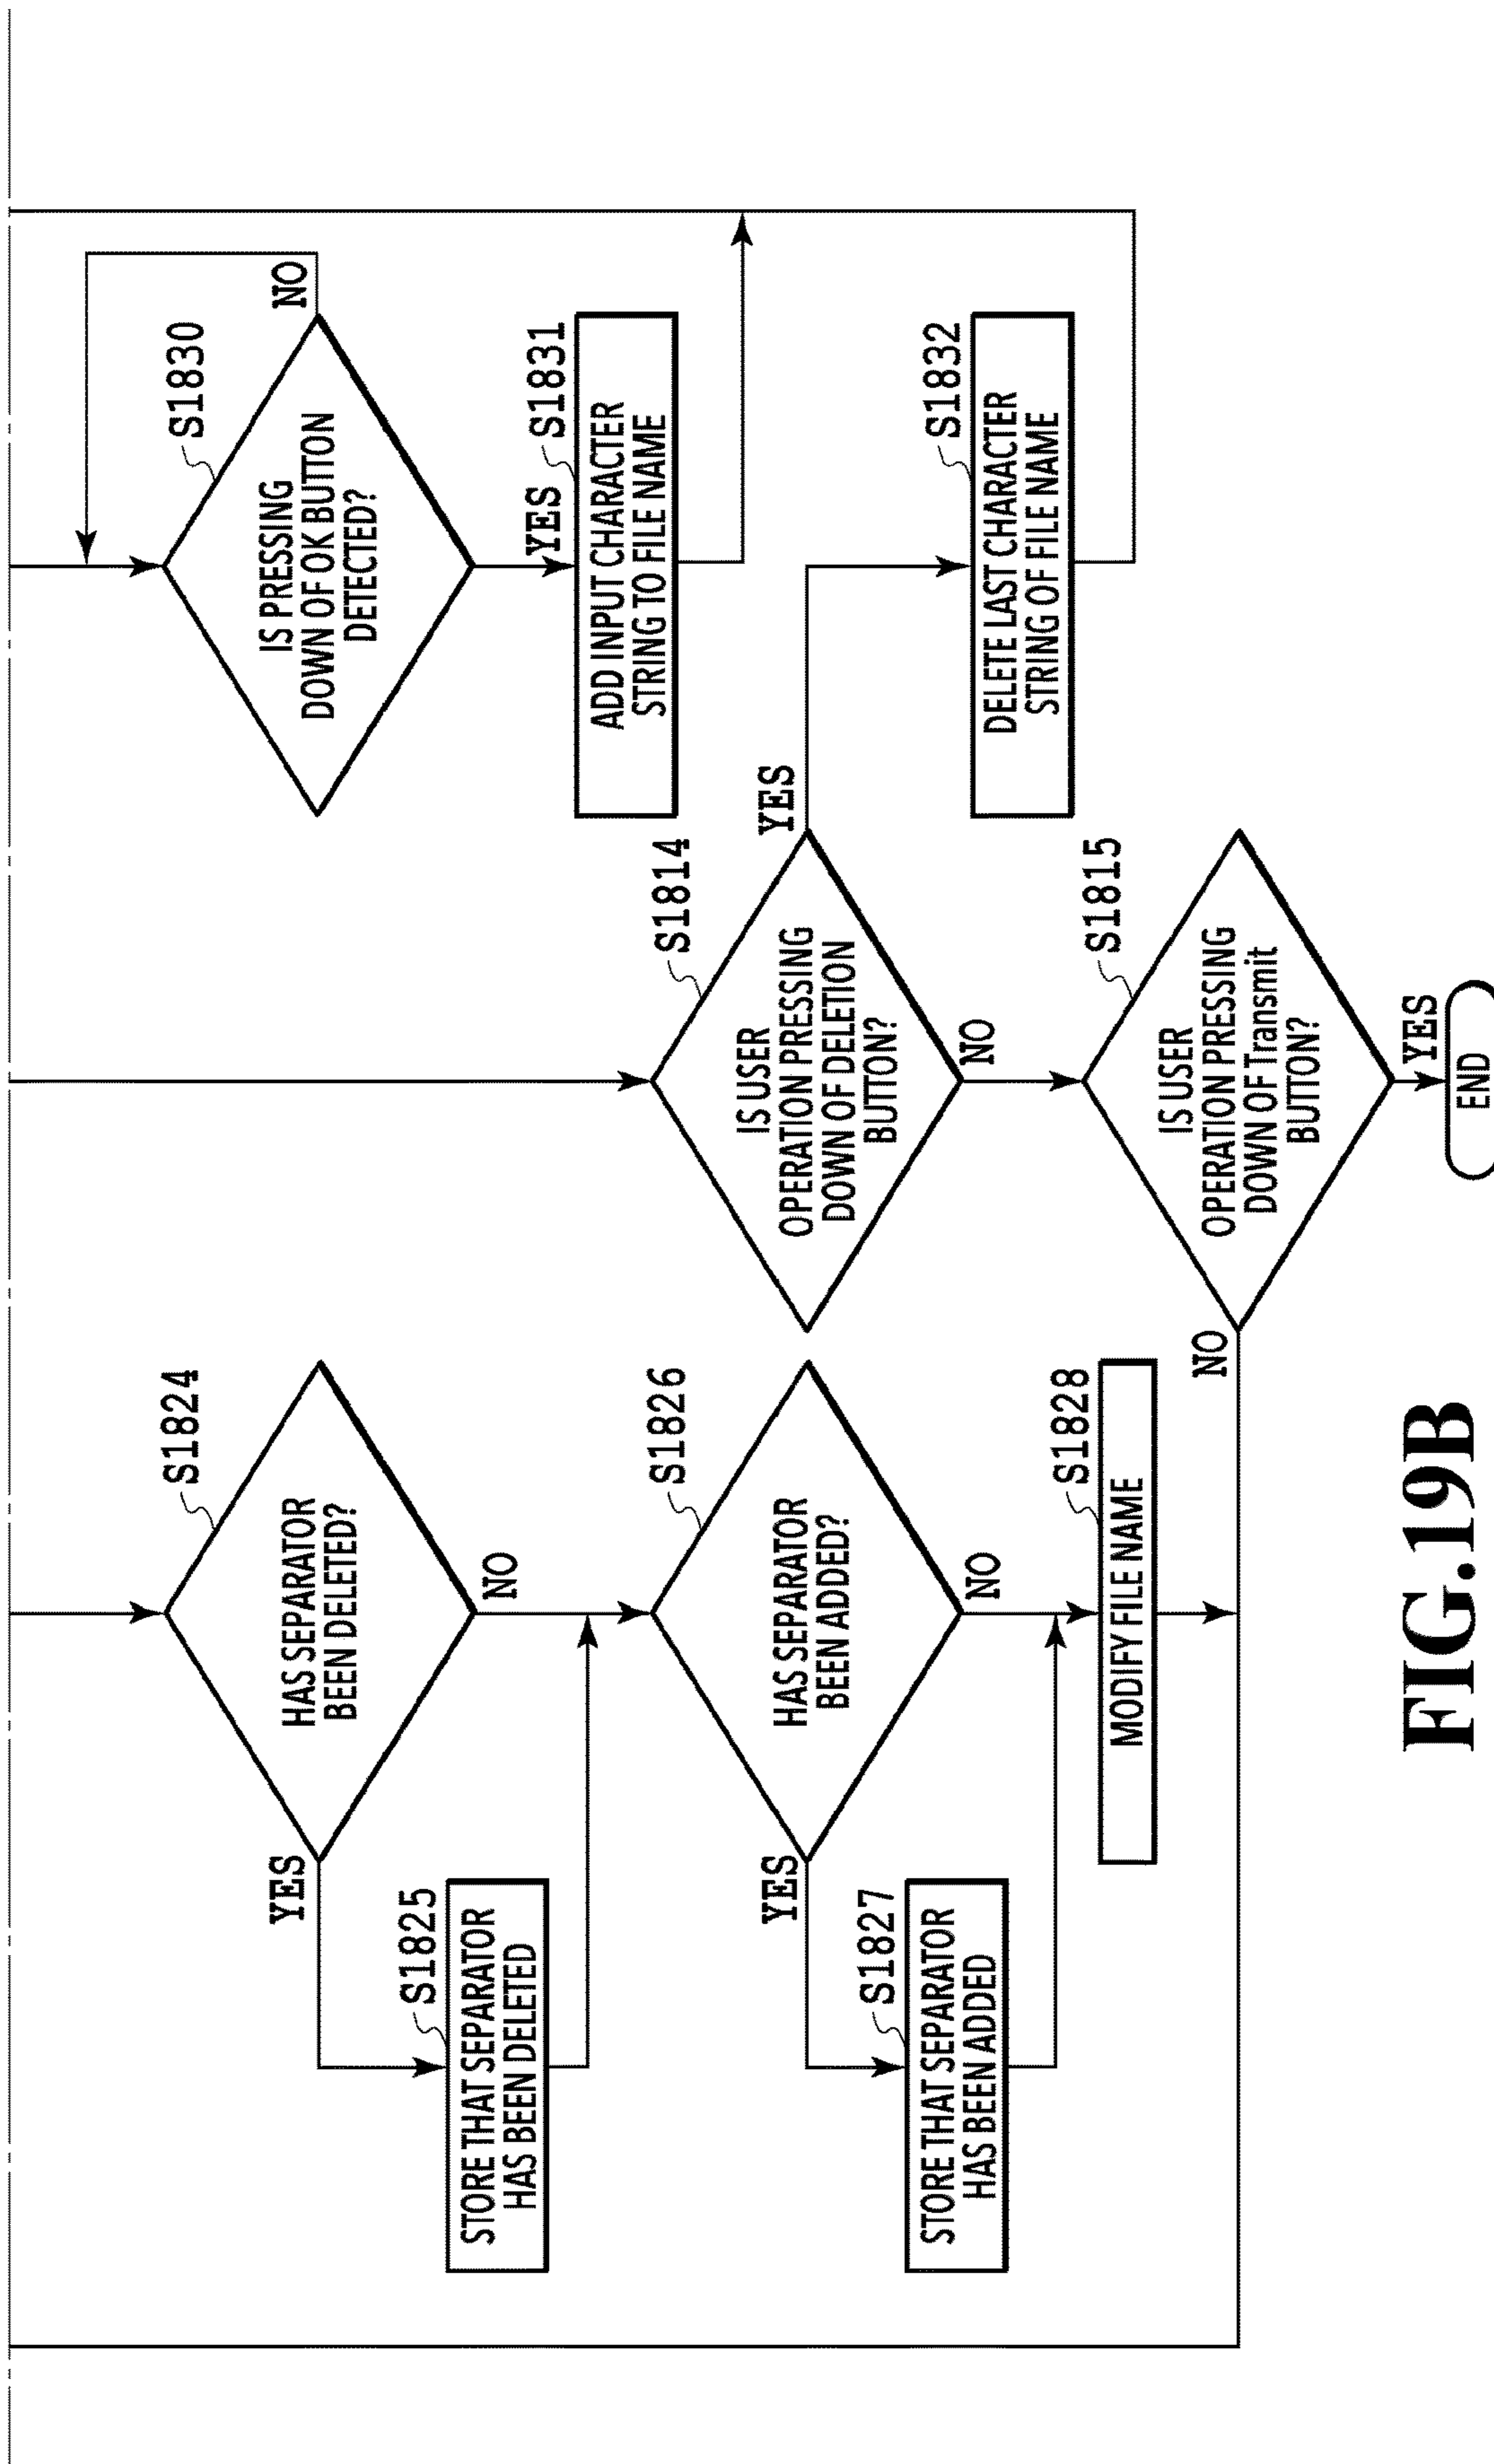 S1824
HAS SEPARATOR
BEEN DELETED?
YES
NO
S1825
STORE THAT SEPARATOR
HAS BEEN DELETED
S1826
HAS SEPARATOR
BEEN ADDED?
YES
NO
S1827
STORE THAT SEPARATOR
HAS BEEN ADDED
S1828
MODIFY FILE NAME
S1814
IS USER
OPERATION PRESSING
DOWN OF DELETION
BUTTON?
YES
NO
S1815
IS USER
OPERATION PRESSING
DOWN OF Transmit
BUTTON?
NO
YES
END
S1830
IS PRESSING
DOWN OF OK BUTTON
DETECTED?
NO
YES
S1831
ADD INPUT CHARACTER
STRING TO FILE NAME
S1832
DELETE LAST CHARACTER
STRING OF FILE NAME
FIG.19B